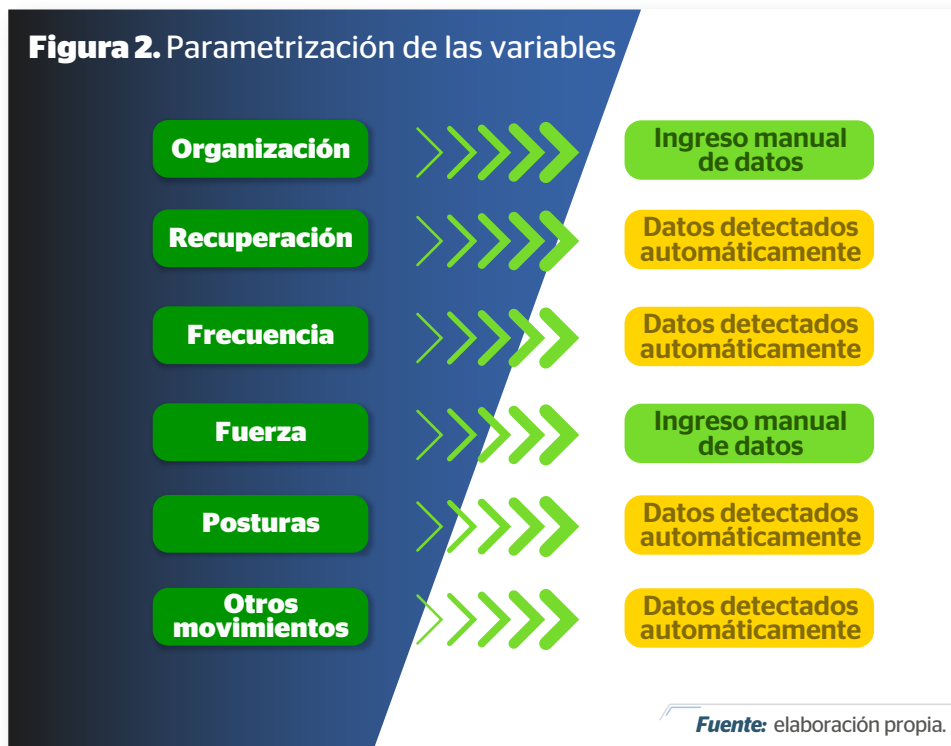 Figura 2. Parametrización de las variables
Organización
Ingreso manual
de datos
Recuperación
Datos detectados
automáticamente
Frecuencia
Datos detectados
automáticamente
Fuerza
Ingreso manual
de datos
Posturas
Datos detectados
automáticamente
Otros
movimientos
Datos detectados
automáticamente
Fuente: elaboración propia.